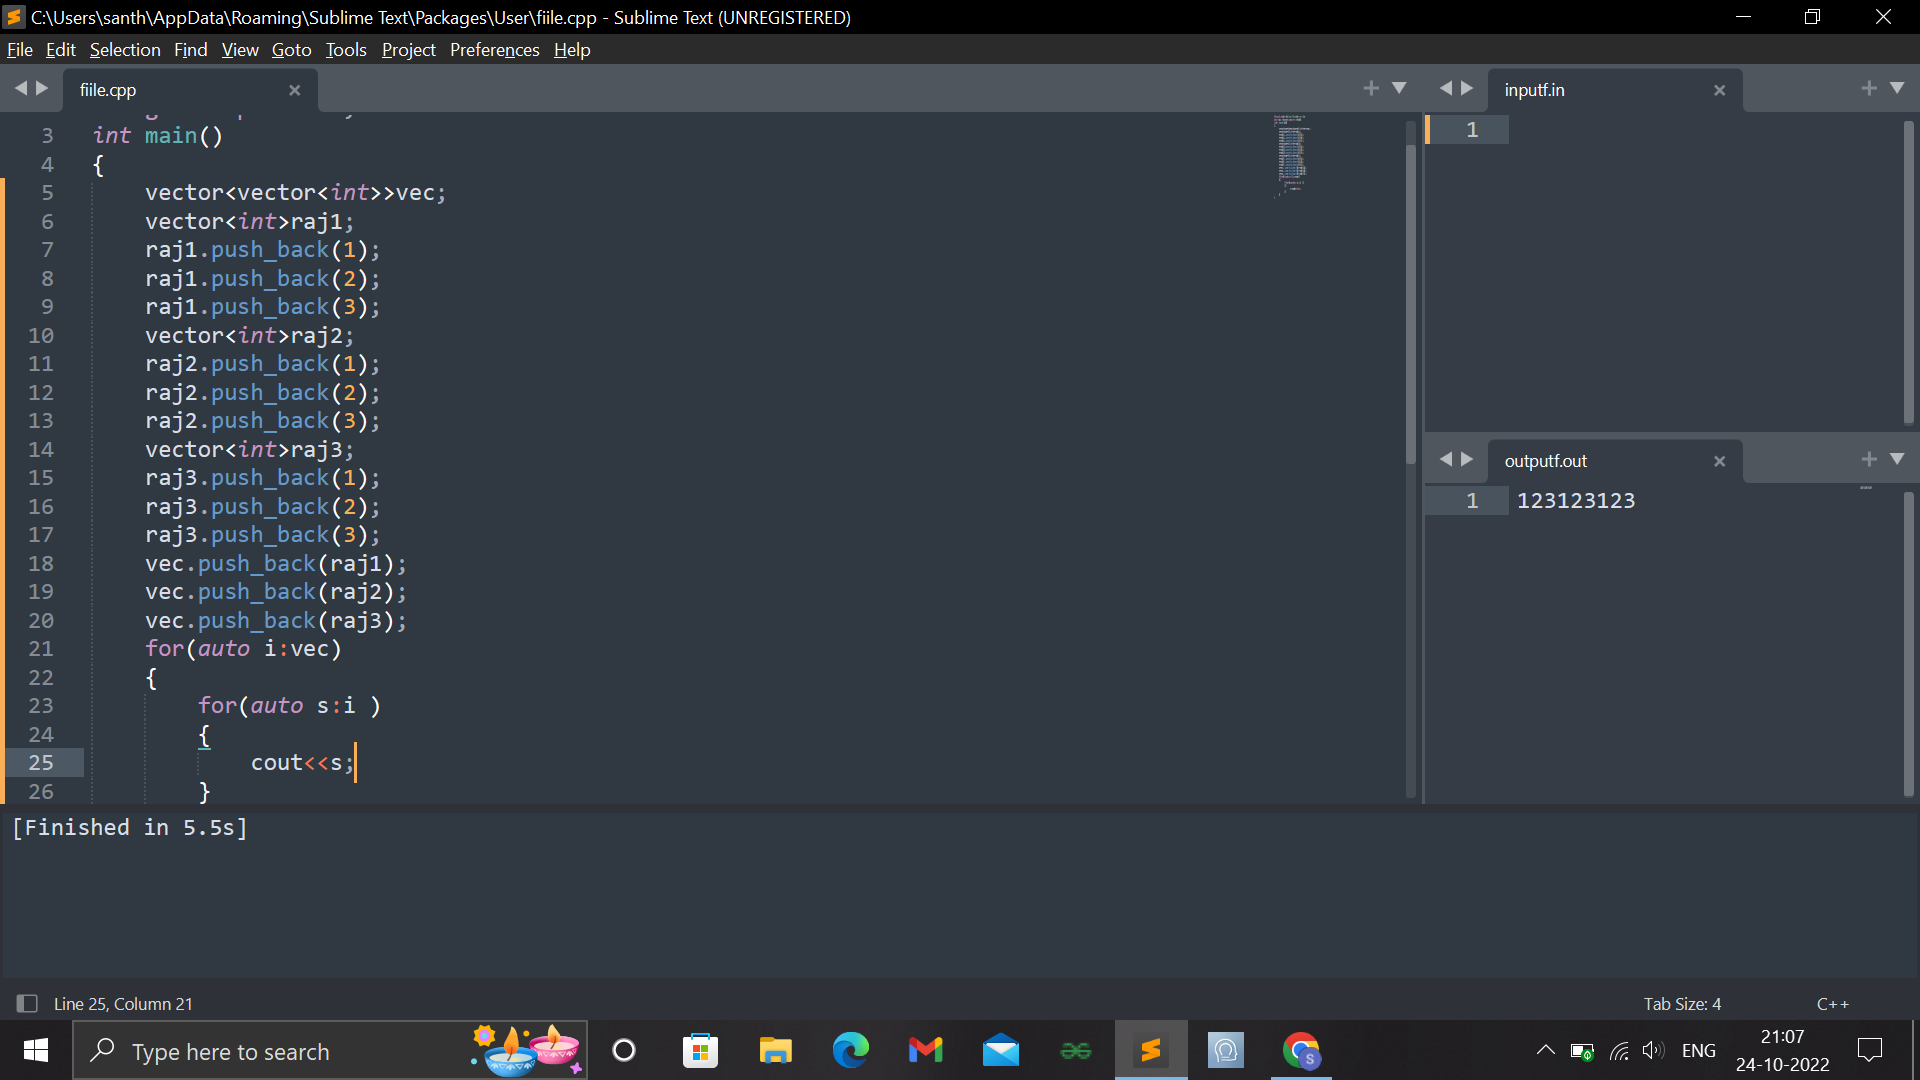 C:\Users\santh\AppData\Roaming\Sublime Text\Packages\User\fiile.cpp - Sublime Text (UNREGISTERED)
File Edit Selection Find View Goto Tools Project Preferences Help
fiile.cpp
3 int main()
4 {
5 vector<vector<int>>vec;
6 vector<int>raj1;
7 raj1.push_back(1);
8 raj1.push_back(2);
9 raj1.push_back(3);
10 vector<int>raj2;
11 raj2.push_back(1);
12 raj2.push_back(2);
13 raj2.push_back(3);
14 vector<int>raj3;
15 raj3.push_back(1);
16 raj3.push_back(2);
17 raj3.push_back(3);
18 vec.push_back(raj1);
19 vec.push_back(raj2);
20 vec.push_back(raj3);
21 for(auto i:vec)
22 {
23 for(auto s:i )
24 {
25 cout<<s;
26 }
inputf.in
1
outputf.out
1 123123123
[Finished in 5.5s]
Line 25, Column 21
Tab Size: 4
C++
Type here to search
S
ENG
21:07
24-10-2022